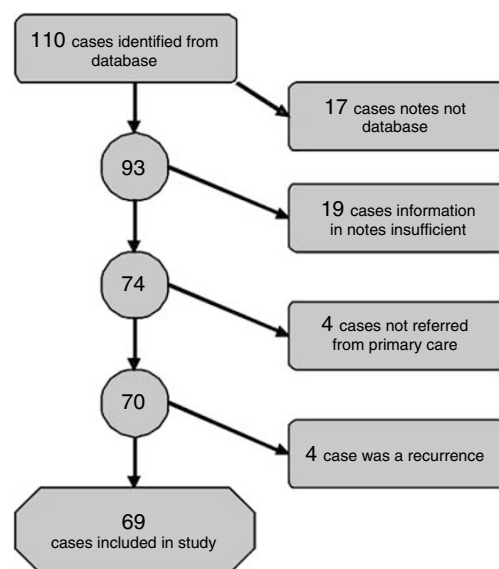 110 cases identified from
database
17 cases notes not
database
93
19 cases information
in notes insufficient
74
4 cases not referred
from primary care
70
4 case was a recurrence
69
cases included in study